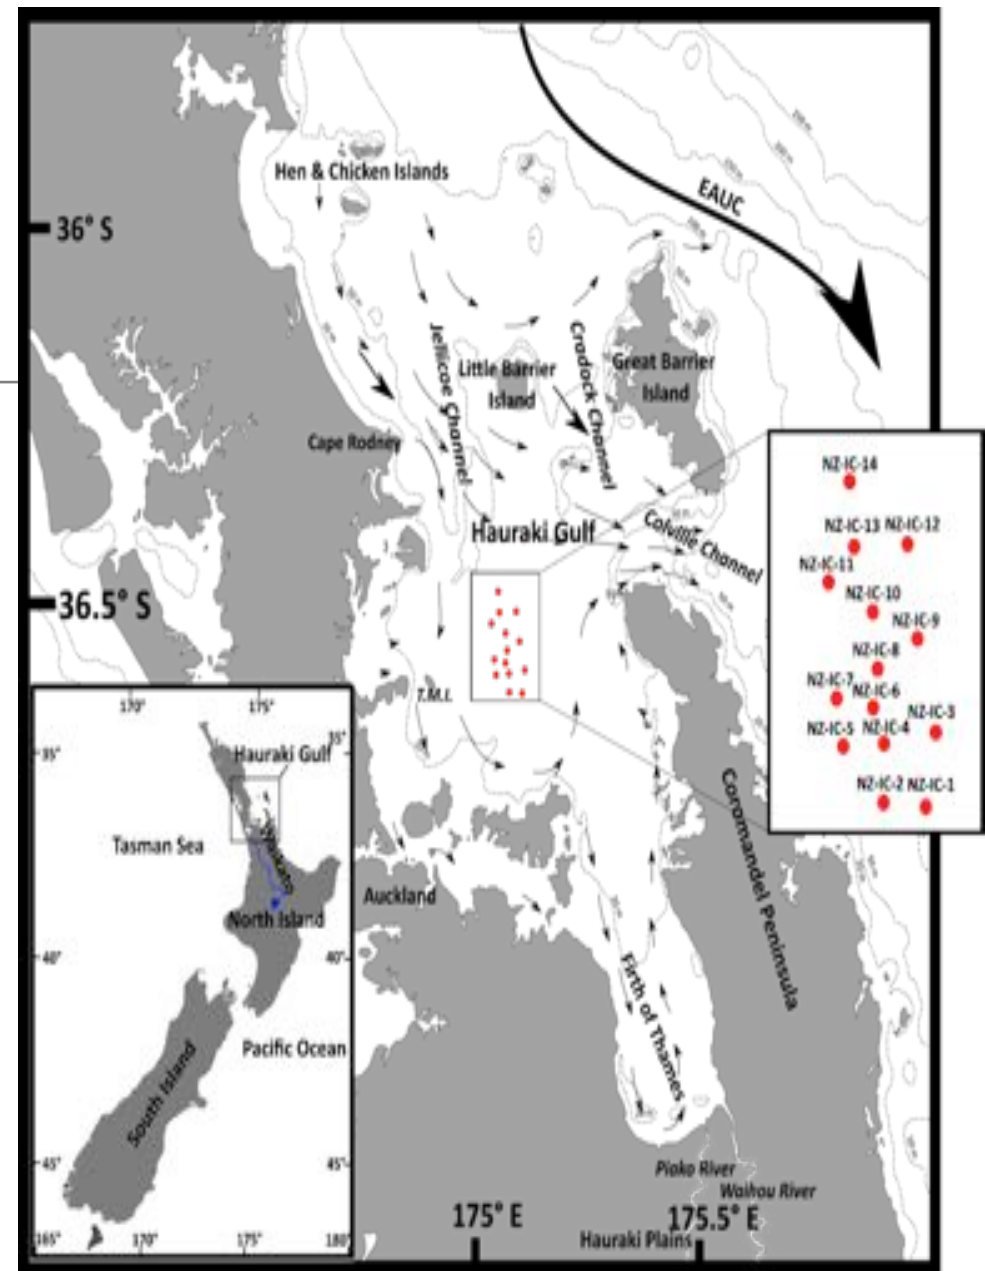 Hen & Chicken Islands
EAUC
36° S
Jellicoe Channel
Cradock Channel
Little Barrier
Island
Great Barrier
Island
Cape Rodney
Hauraki Gulf
Colville Channel
36.5° S
T.M.I.
NZ-IC-14
NZ-IC-13 NZ-IC-12
NZ-IC-11
NZ-IC-10
NZ-IC-9
NZ-IC-8
NZ-IC-7
NZ-IC-6
NZ-IC-3
NZ-IC-5 NZ-IC-4
NZ-IC-2 NZ-IC-1
170° 175°
35° 35°
Hauraki Gulf
Tasman Sea
Waikato
North Island
40° 40°
Pacific Ocean
South Island
45° 45°
165° 170° 175° 180°
Auckland
Coromandel Peninsula
Firth of Thames
Piako River
Waihou River
175° E
175.5° E
Hauraki Plains